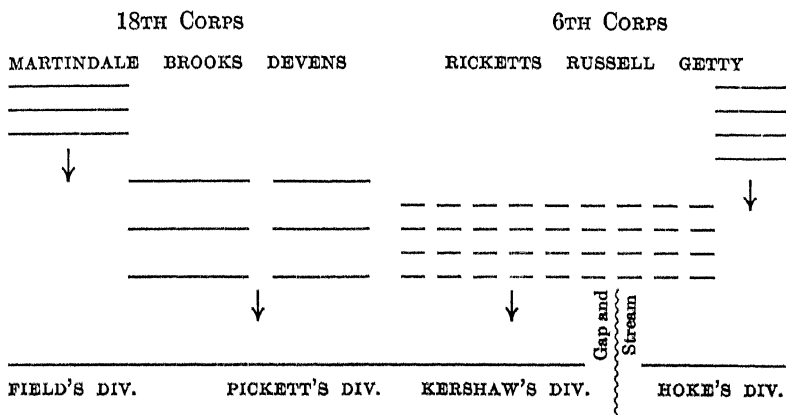 18TH CORPS 6TH CORPS
MARTINDALE BROOKS DEVENS RICKETTS RUSSELL GETTY
Gap and
Stream
FIELD'S DIV. PICKETT'S DIV. KERSHAW'S DIV. HOKE'S DIV.